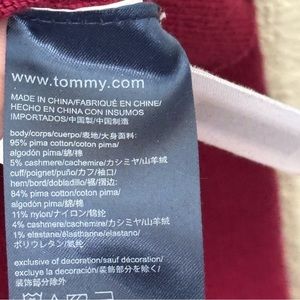 www.tommy.com
MADE IN CHINA/FABRIQUÉ EN CHINE/
HECHO EN CHINA CON INSUMOS
IMPORTADOS/中国製/中国制造
body/corps/cuerpo/表地/大身面料:
95% pima cotton/coton pima/
algodón pima/綿/棉
5% cashmere/cachemire/カシミヤ/山羊绒
cuff/poignet/puño/カフ/袖口/
hem/bord/dobladillo/裾/摆:
84% pima cotton/coton pima/
algodón pima/綿/棉
11% nylon/ナイロン/锦纶
4% cashmere/cachemire/カシミヤ/山羊绒
1% elastane/élasthanne/elastano/
ポリウレタン/氨纶
exclusive of decoration/sauf décoration/
excluye la decoración/装飾部分を除く/
装饰部分除外